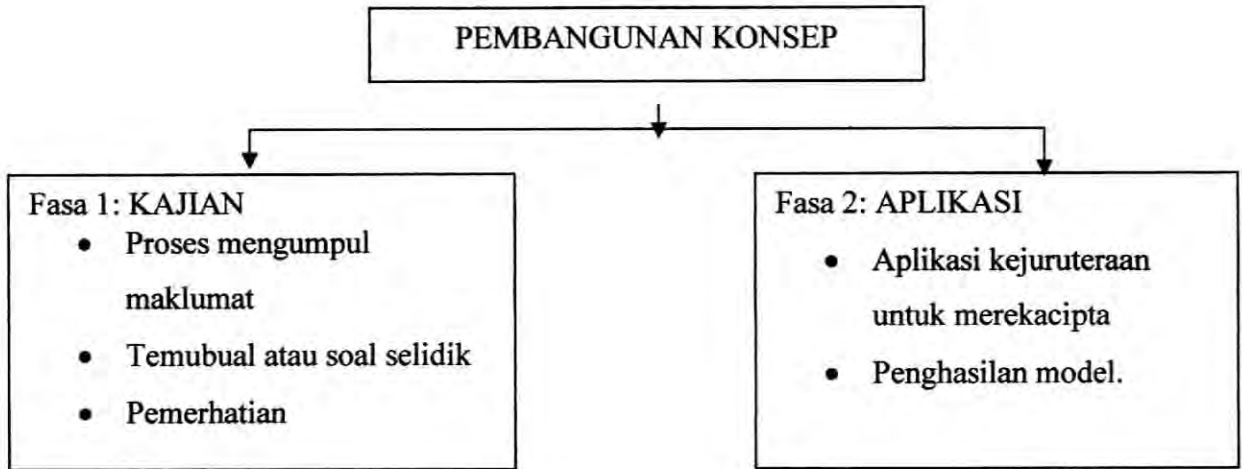 PEMBANGUNAN KONSEP
Fasa 1: KAJIAN
• Proses mengumpul
maklumat
• Temubual atau soal selidik
• Pemerhatian
Fasa 2: APLIKASI
• Aplikasi kejuruteraan
untuk merekacipta
• Penghasilan model.